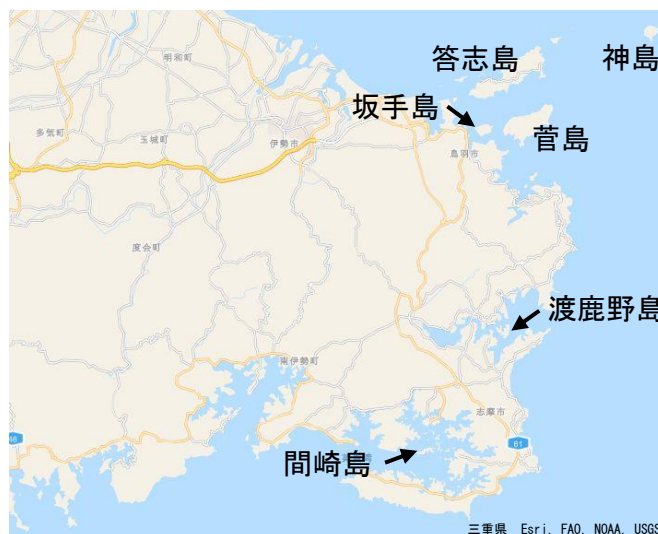 答志島
神島
明和町
坂手島
多気町
玉城町
伊勢市
菅島
鳥羽市
度会町
渡鹿野島
南伊勢町
志摩市
61
間崎島
三重県 Esri, FAO, NOAA, USGS